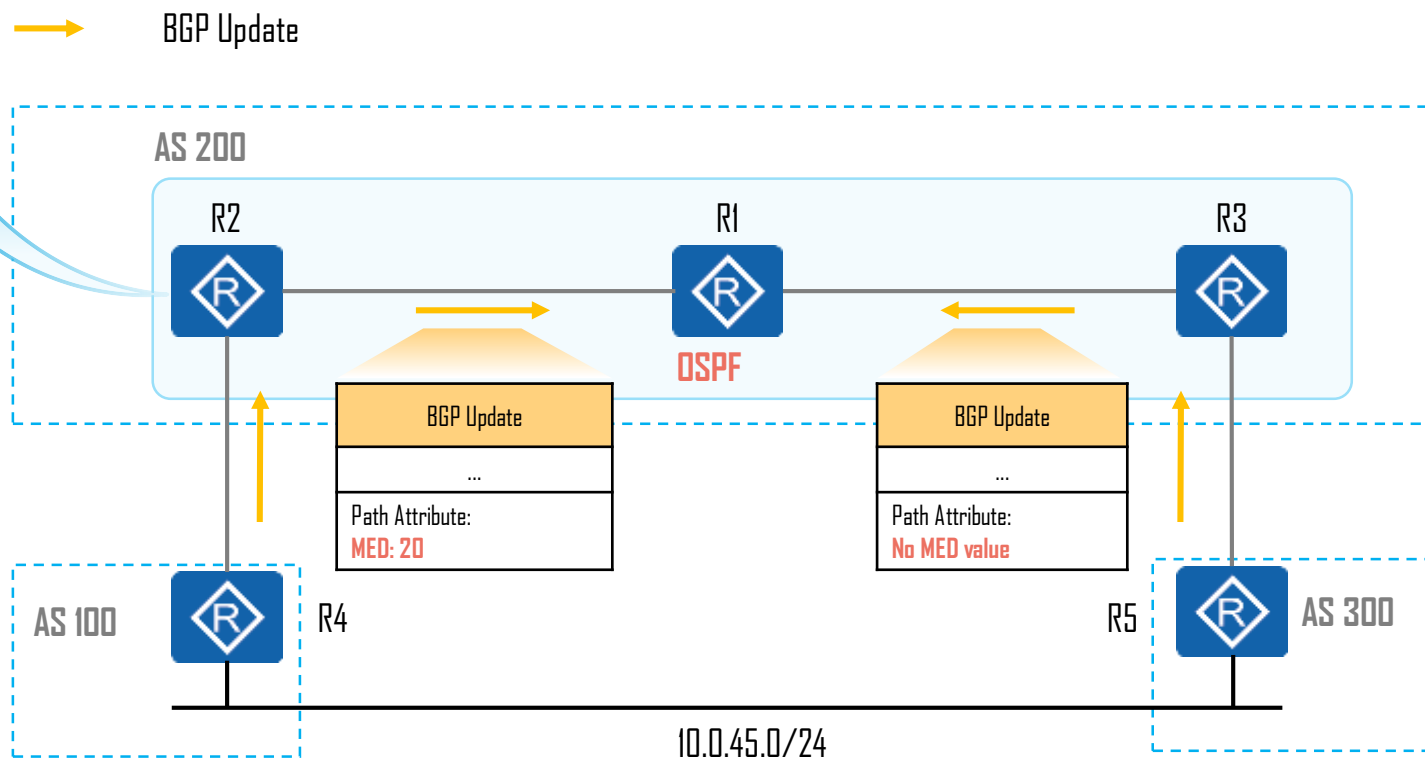 BGP Update
AS 200
R2
R1
R3
R
R
R
OSPF
BGP Update
...
Path Attribute:
MED: 20
BGP Update
...
Path Attribute:
No MED value
AS 100
R
R4
R5
R
AS 300
10.0.45.0/24